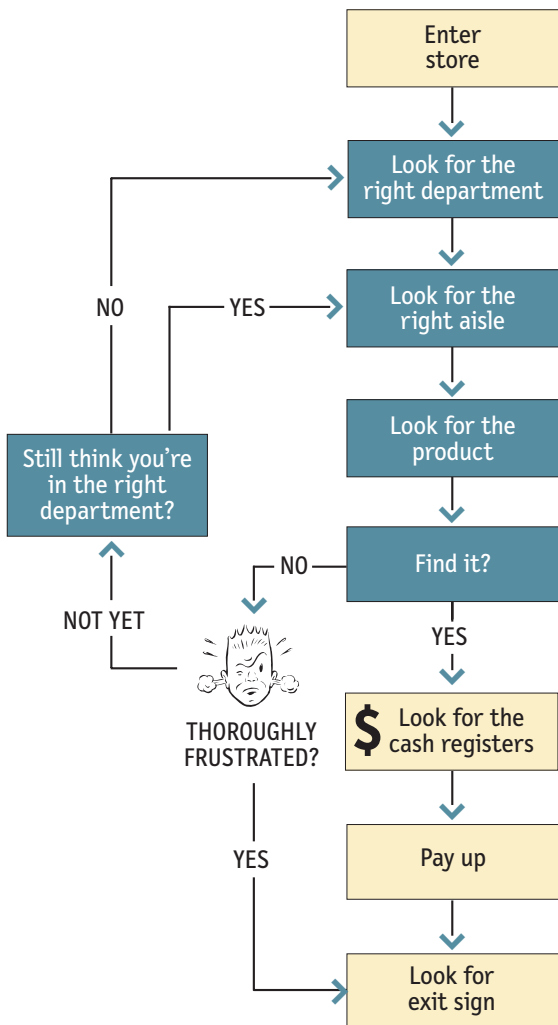 Enter
store
Look for the
right department
NO
YES
Look for the
right aisle
Look for the
product
Still think you’re
in the right
department?
Find it?
NO
NOT YET
YES
THOROUGHLY
FRUSTRATED?
$ Look for the
cash registers
YES
Pay up
Look for
exit sign